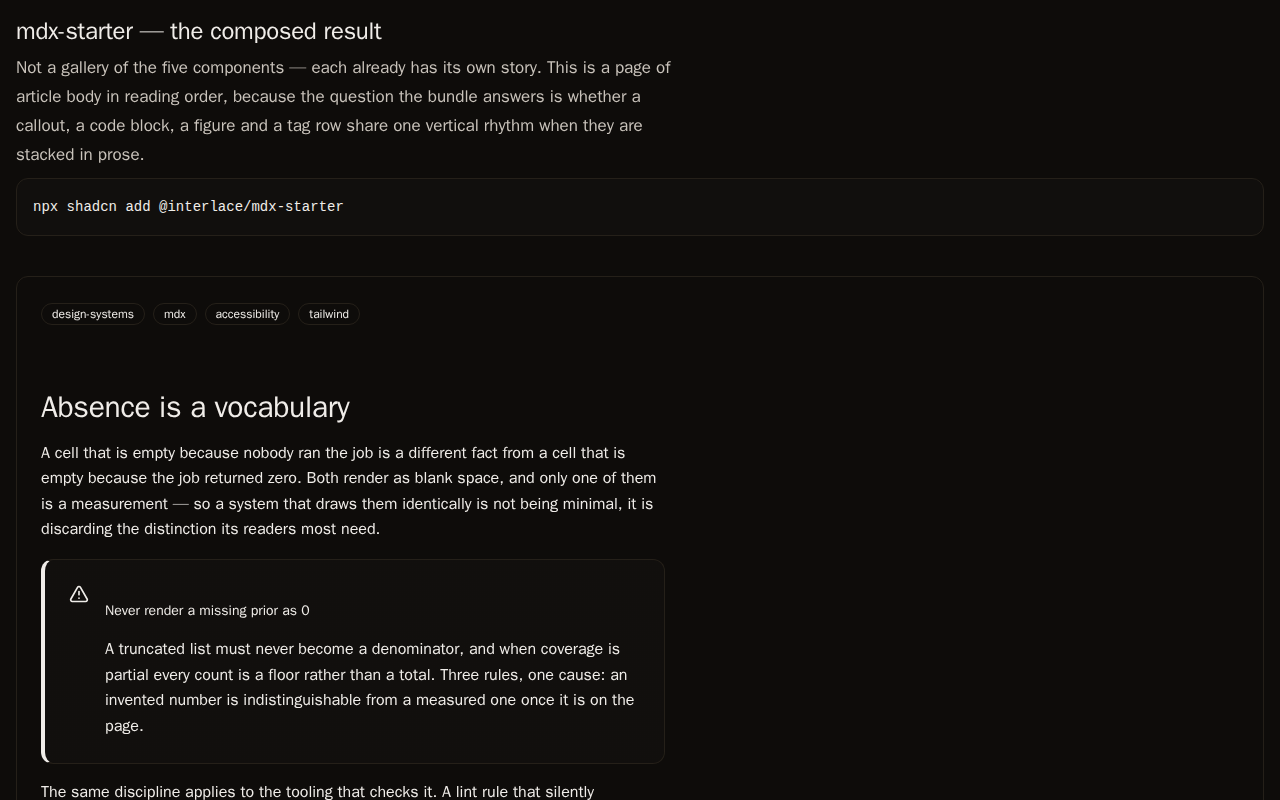 mdx-starter — the composed result
Not a gallery of the five components — each already has its own story. This is a page of
article body in reading order, because the question the bundle answers is whether a
callout, a code block, a figure and a tag row share one vertical rhythm when they are
stacked in prose.
npx shadcn add @interlace/mdx-starter
design-systems mdx accessibility tailwind
Absence is a vocabulary
A cell that is empty because nobody ran the job is a different fact from a cell that is
empty because the job returned zero. Both render as blank space, and only one of them
is a measurement — so a system that draws them identically is not being minimal, it is
discarding the distinction its readers most need.
Never render a missing prior as 0
A truncated list must never become a denominator, and when coverage is
partial every count is a floor rather than a total. Three rules, one cause: an
invented number is indistinguishable from a measured one once it is on the
page.
The same discipline applies to the tooling that checks it. A lint rule that silently